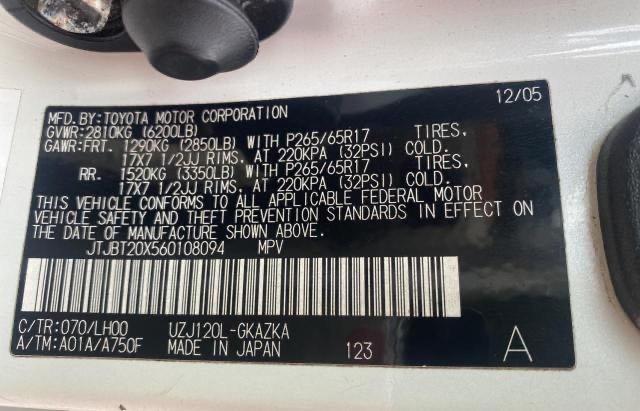 12/05
MFD.BY:TOYOTA MOTOR CORPORATION
GVWR:2810KG (6200LB)
GAWR:FRT. 1290KG (2850LB) WITH P265/65R17 TIRES,
17X7 1/2JJ RIMS, AT 220KPA (32PSI) COLD.
RR. 1520KG (3350LB) WITH P265/65R17 TIRES,
17X7 1/2JJ RIMS, AT 220KPA (32PSI) COLD.
THIS VEHICLE CONFORMS TO ALL APPLICABLE FEDERAL MOTOR
VEHICLE SAFETY AND THEFT PREVENTION STANDARDS IN EFFECT ON
THE DATE OF MANUFACTURE SHOWN ABOVE.
JTJBT20X560108094 MPV
C/TR:070/LH00 UZJ120L-GKAZKA
A/TM:A01A/A750F MADE IN JAPAN 123 A